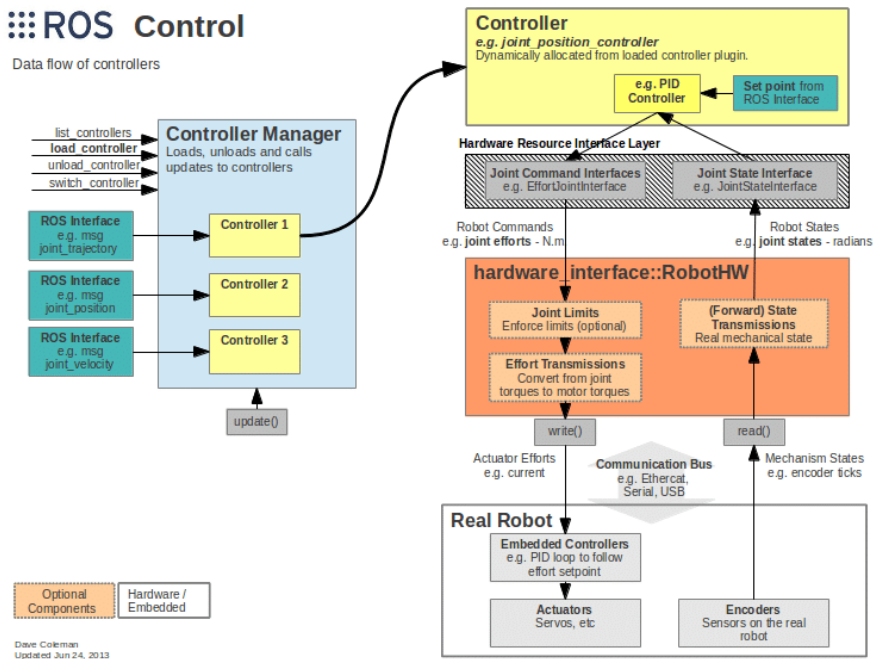 ROS Control
Data flow of controllers
list_controllers
load_controller
unload_controller
switch_controller
Controller Manager
Loads, unloads and calls
updates to controllers
ROS Interface
e.g. msg
joint_trajectory
Controller 1
ROS Interface
e.g. msg
joint_position
Controller 2
ROS Interface
e.g. msg
joint_velocity
Controller 3
update()
Controller
e.g. joint_position_controller
Dynamically allocated from loaded controller plugin.
e.g. PID
Controller
Set point from
ROS Interface
Hardware Resource Interface Layer
Joint Command Interfaces
e.g. EffortJointInterface
Joint State Interface
e.g. JointStateInterface
Robot Commands
e.g. joint efforts - N.m
Robot States
e.g. joint states - radians
hardware_interface::RobotHW
Joint Limits
Enforce limits (optional)
Effort Transmissions
Convert from joint
torques to motor torques
(Forward) State
Transmissions
Real mechanical state
write()
read()
Actuator Efforts
e.g. current
Communication Bus
e.g. Ethercat,
Serial, USB
Mechanism States
e.g. encoder ticks
Real Robot
Embedded Controllers
e.g. PID loop to follow
effort setpoint
Actuators
Servos, etc
Encoders
Sensors on the real
robot
Optional
Components
Hardware /
Embedded
Dave Coleman
Updated Jun 24, 2013